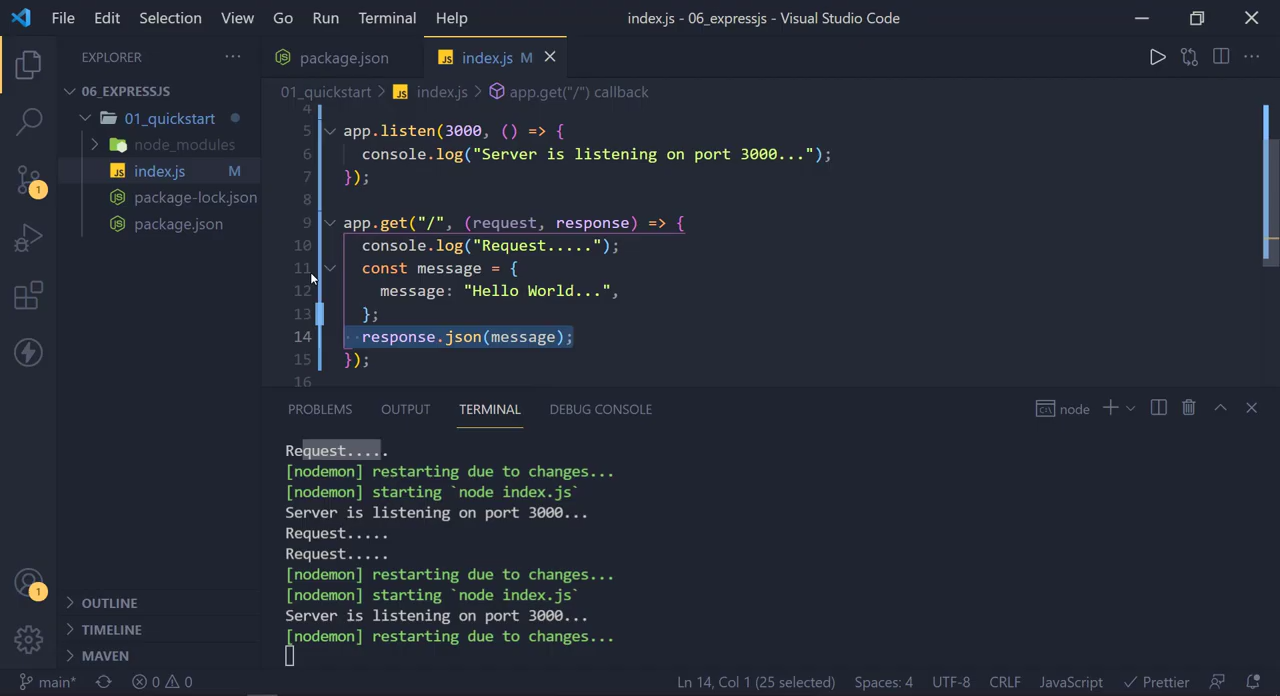 File Edit Selection View Go Run Terminal Help index.js - 06_expressjs - Visual Studio Code
EXPLORER ...
06_EXPRESSJS
01_quickstart
node_modules
JS index.js M
package-lock.json
package.json
OUTLINE
TIMELINE
MAVEN
package.json JS index.js M
01_quickstart > JS index.js > app.get("/") callback
4
5 app.listen(3000, () => {
6 console.log("Server is listening on port 3000...");
7 });
8
9 app.get("/", (request, response) => {
10 console.log("Request.....");
11 const message = {
12 message: "Hello World...",
13 };
14 response.json(message);
15 });
16
PROBLEMS OUTPUT TERMINAL DEBUG CONSOLE node
Request.....
[nodemon] restarting due to changes...
[nodemon] starting `node index.js`
Server is listening on port 3000...
Request.....
Request.....
[nodemon] restarting due to changes...
[nodemon] starting `node index.js`
Server is listening on port 3000...
[nodemon] restarting due to changes...
1
1
main* 0 0 Ln 14, Col 1 (25 selected) Spaces: 4 UTF-8 CRLF JavaScript Prettier